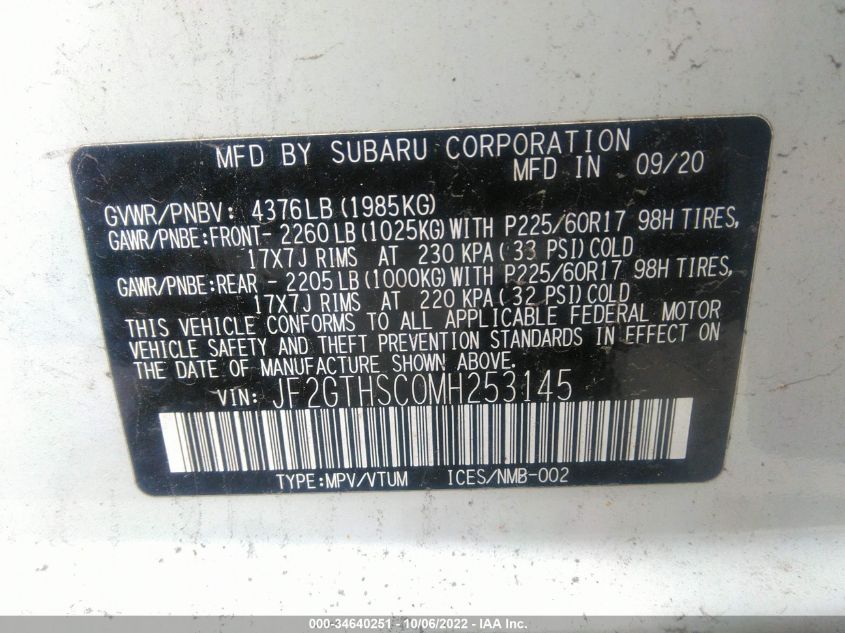 MFD BY SUBARU CORPORATION
MFD IN 09/20
GVWR/PNBV: 4376LB (1985KG)
GAWR/PNBE:FRONT- 2260LB (1025KG) WITH P225/60R17 98H TIRES,
17X7J RIMS AT 230 KPA (33 PSI) COLD
GAWR/PNBE:REAR - 2205LB (1000KG) WITH P225/60R17 98H TIRES,
17X7J RIMS AT 220 KPA (32 PSI) COLD
THIS VEHICLE CONFORMS TO ALL APPLICABLE FEDERAL MOTOR
VEHICLE SAFETY AND THEFT PREVENTION STANDARDS IN EFFECT ON
THE DATE OF MANUFACTURE SHOWN ABOVE.
VIN: JF2GTHSC0MH253145
TYPE:MPV/VTUM ICES/NMB-002
000-34640251 - 10/06/2022 - IAA Inc.